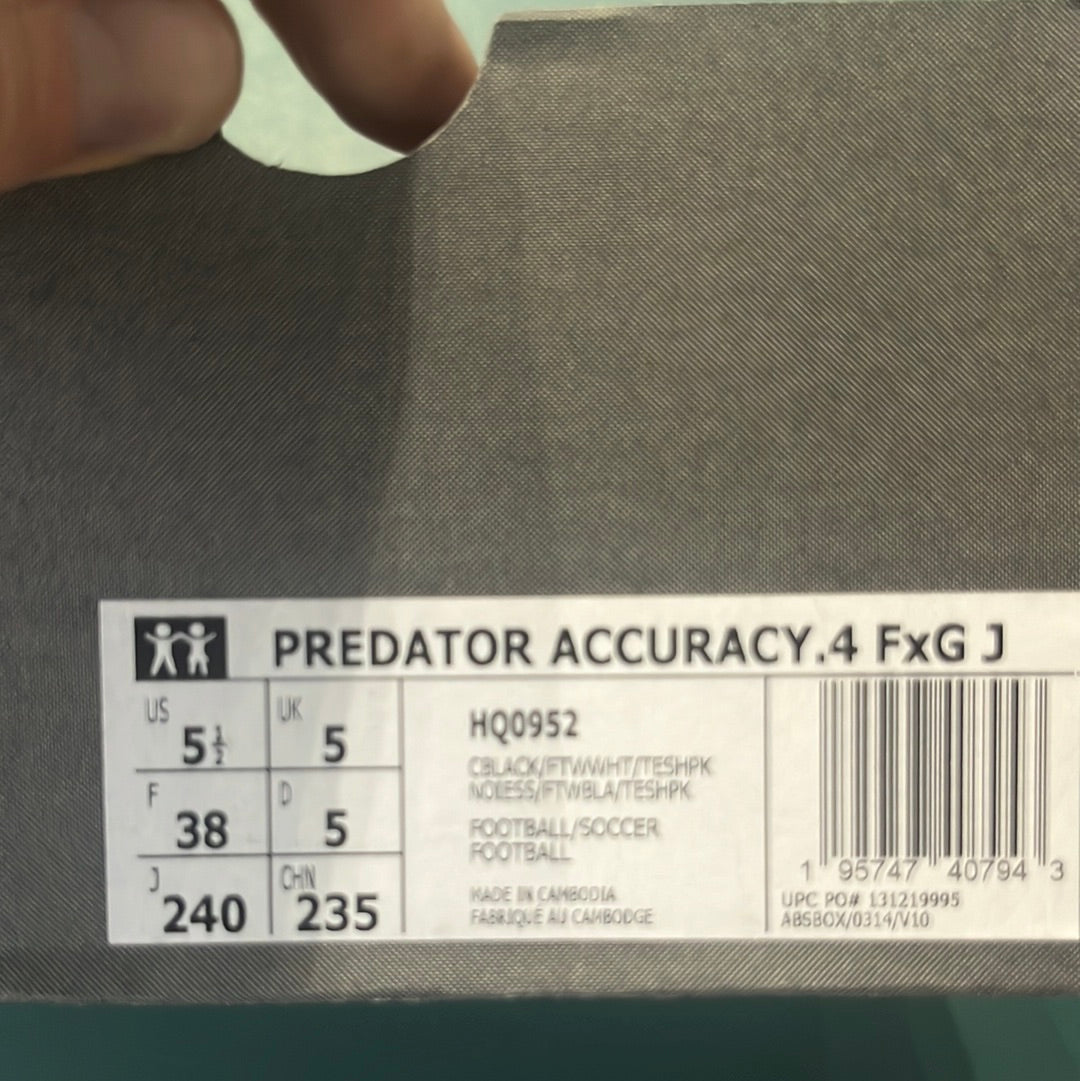 PREDATOR ACCURACY.4 FxG J
US 5½
UK 5
F 38
D 5
J 240
CHN 235
HQ0952
CBLACK/FTWWHT/TESHPK
NOIESS/FTWBLA/TESHPK
FOOTBALL/SOCCER
FOOTBALL
MADE IN CAMBODIA
FABRIQUE AU CAMBODGE
1 95747 40794 3
UPC PO# 131219995
ABSBOX/0314/V10